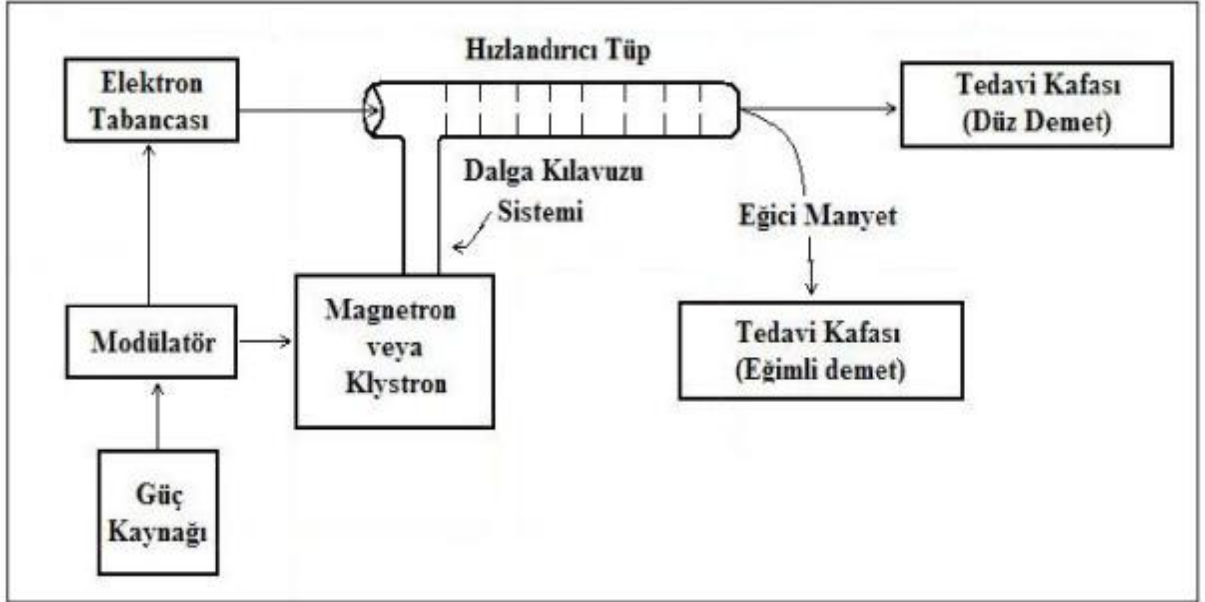 Hızlandırıcı Tüp
Elektron
Tabancası
Tedavi Kafası
(Düz Demet)
Dalga Kılavuzu
Sistemi
Eğici Manyet
Modülatör
Magnetron
veya
Klystron
Tedavi Kafası
(Eğimli demet)
Güç
Kaynağı